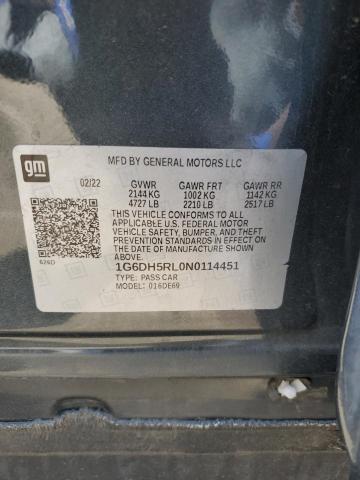 gm
MFD BY GENERAL MOTORS LLC
02/22 GVWR GAWR FRT GAWR RR
2144 KG 1002 KG 1142 KG
4727 LB 2210 LB 2517 LB
THIS VEHICLE CONFORMS TO ALL APPLICABLE
U.S. FEDERAL MOTOR
VEHICLE SAFETY, BUMPER, AND THEFT
PREVENTION STANDARDS IN EFFECT ON THE
DATE OF MANUFACTURE SHOWN
ABOVE.
626D
1G6DH5RL0N0114451
TYPE: PASS CAR
MODEL: 016DE69